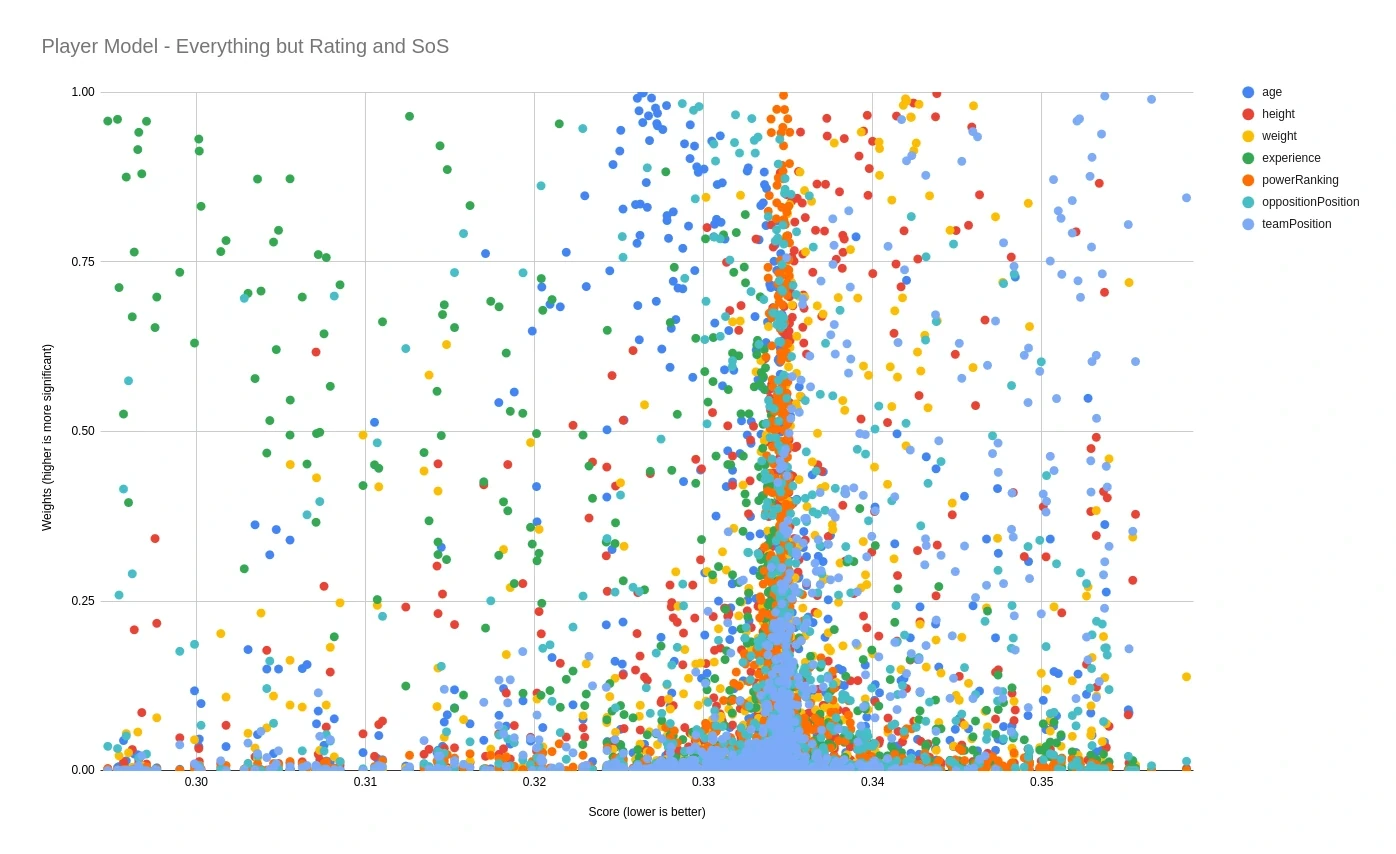 Player Model - Everything but Rating and SoS
1.00
0.75
0.50
0.25
0.00
Weights (higher is more significant)
0.30
0.31
0.32
0.33
0.34
0.35
Score (lower is better)
age
height
weight
experience
powerRanking
oppositionPosition
teamPosition